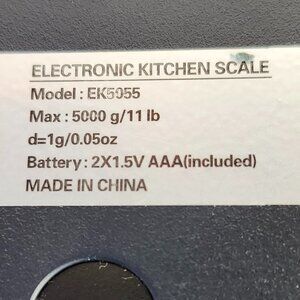 ELECTRONIC KITCHEN SCALE
Model : EK5055
Max : 5000 g/11 lb
d=1g/0.05oz
Battery : 2X1.5V AAA(included)
MADE IN CHINA